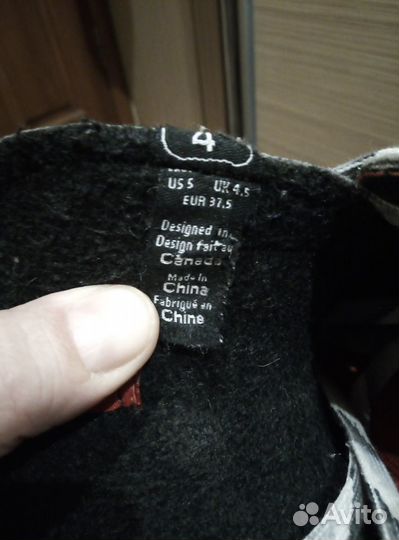 4
US 5 UK 4.5
EUR 37.5
Designed in
Design fait au
Canada
Made in
China
Fabriqué en
Chine
Avito